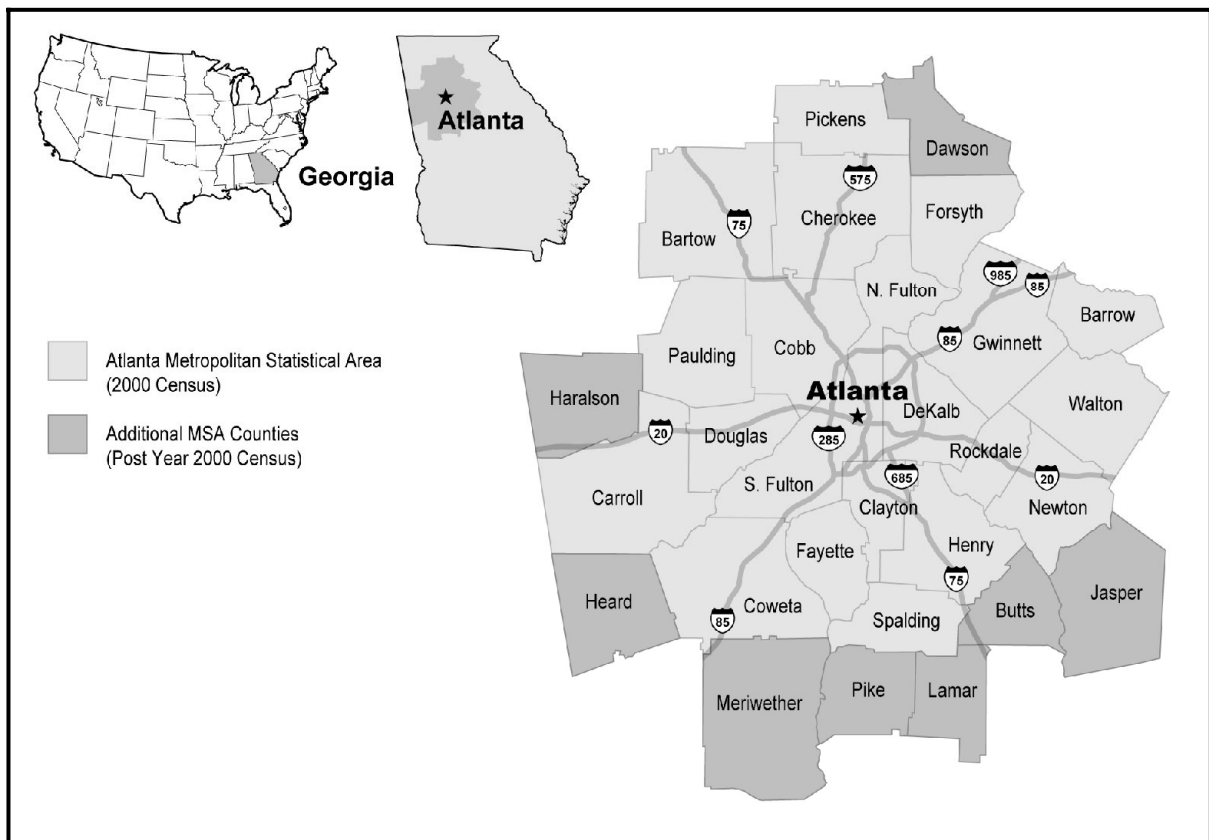 Georgia
Atlanta
Atlanta Metropolitan Statistical Area
(2000 Census)
Additional MSA Counties
(Post Year 2000 Census)
Pickens
Dawson
575
Cherokee
Forsyth
75
Bartow
985
85
N. Fulton
Barrow
85
Gwinnett
Cobb
Paulding
Haralson
Atlanta
DeKalb
Walton
20
Douglas
285
Rockdale
S. Fulton
685
20
Carroll
Clayton
Newton
Fayette
Henry
75
Heard
Coweta
85
Spalding
Butts
Jasper
Meriwether
Pike
Lamar